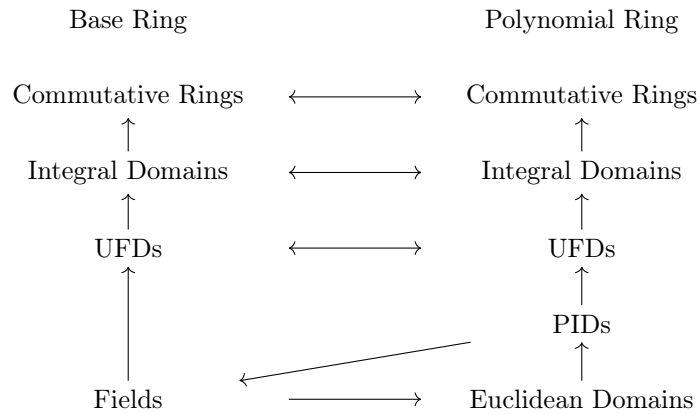 Base Ring Polynomial Ring
Commutative Rings Commutative Rings
Integral Domains Integral Domains
UFDs UFDs
PIDs
Fields Euclidean Domains